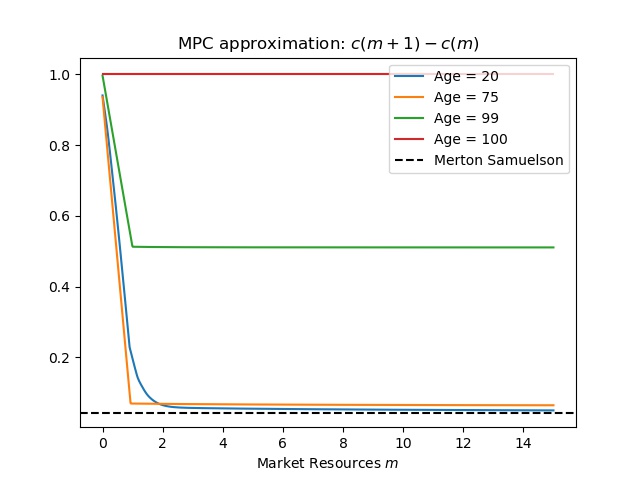 MPC approximation: c(m + 1) − c(m)
1.0
0.8
0.6
0.4
0.2
Age = 20
Age = 75
Age = 99
Age = 100
Merton Samuelson
0 2 4 6 8 10 12 14
Market Resources m